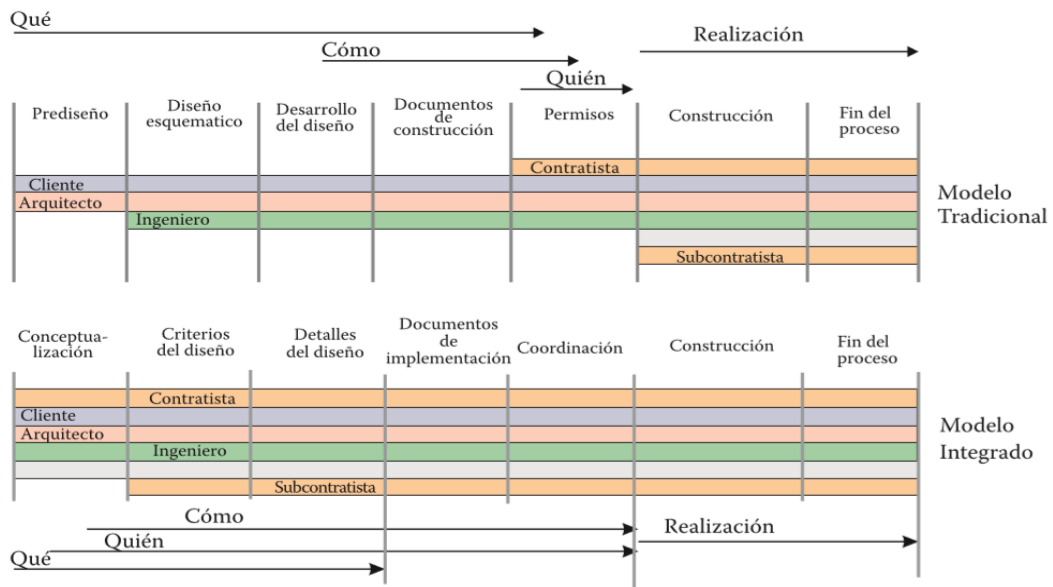 Qué
Cómo
Realización
Quién
Prediseño
Diseño
esquematico
Desarrollo
del diseño
Documentos
de
construcción
Permisos
Construcción
Fin del
proceso
Contratista
Cliente
Arquitecto
Ingeniero
Subcontratista
Modelo
Tradicional
Conceptua-
lización
Criterios
del diseño
Detalles
del diseño
Documentos
de
implementación
Coordinación
Construcción
Fin del
proceso
Contratista
Cliente
Arquitecto
Ingeniero
Subcontratista
Modelo
Integrado
Cómo
Quién
Qué
Realización